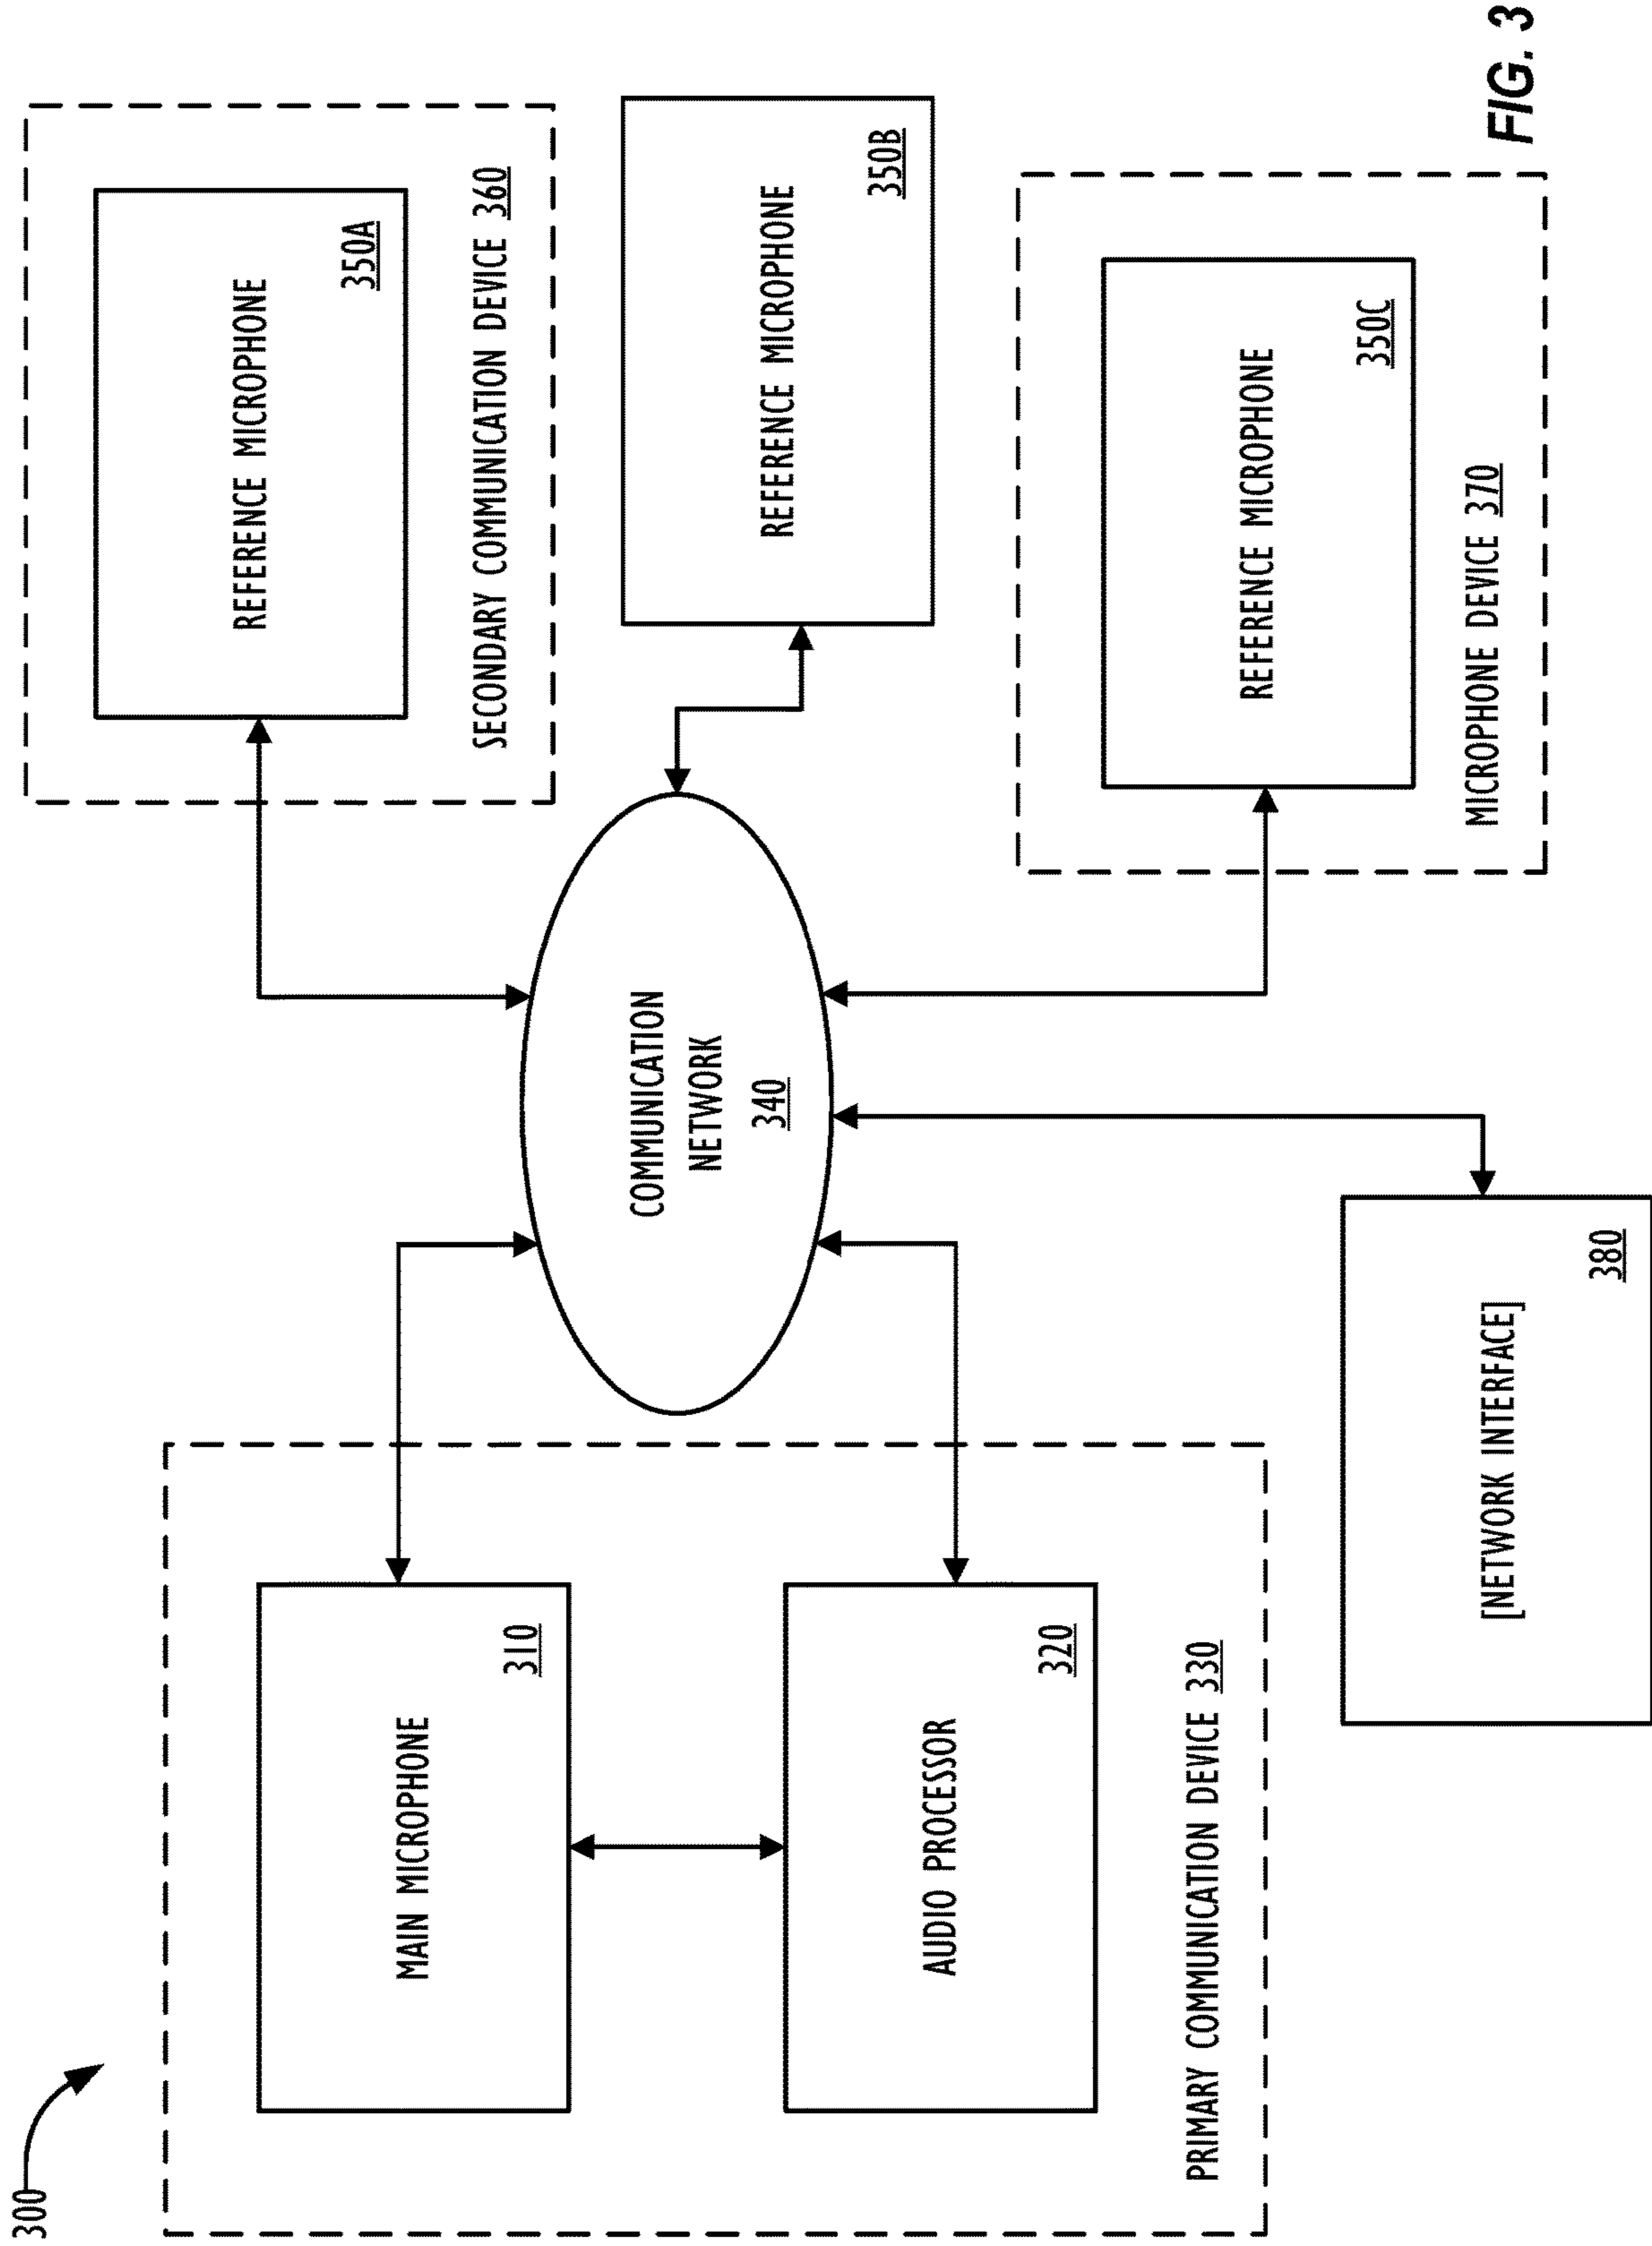 300
MAIN MICROPHONE
310
AUDIO PROCESSOR
320
PRIMARY COMMUNICATION DEVICE 330
COMMUNICATION
NETWORK
340
[NETWORK INTERFACE]
380
REFERENCE MICROPHONE
350A
SECONDARY COMMUNICATION DEVICE 360
REFERENCE MICROPHONE
350B
REFERENCE MICROPHONE
350C
MICROPHONE DEVICE 370
FIG. 3